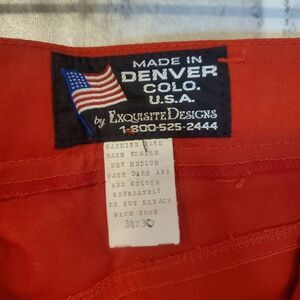 MADE IN
DENVER
COLO.
U.S.A.
by EXQUISITE DESIGNS
1-800-525-2444
MACHINE WASH
WARM TUMBLE
DRY MEDIUM
WASH DARK AND
RED COLORS
SEPARATELY
DO NOT BLEACH
WARM IRON